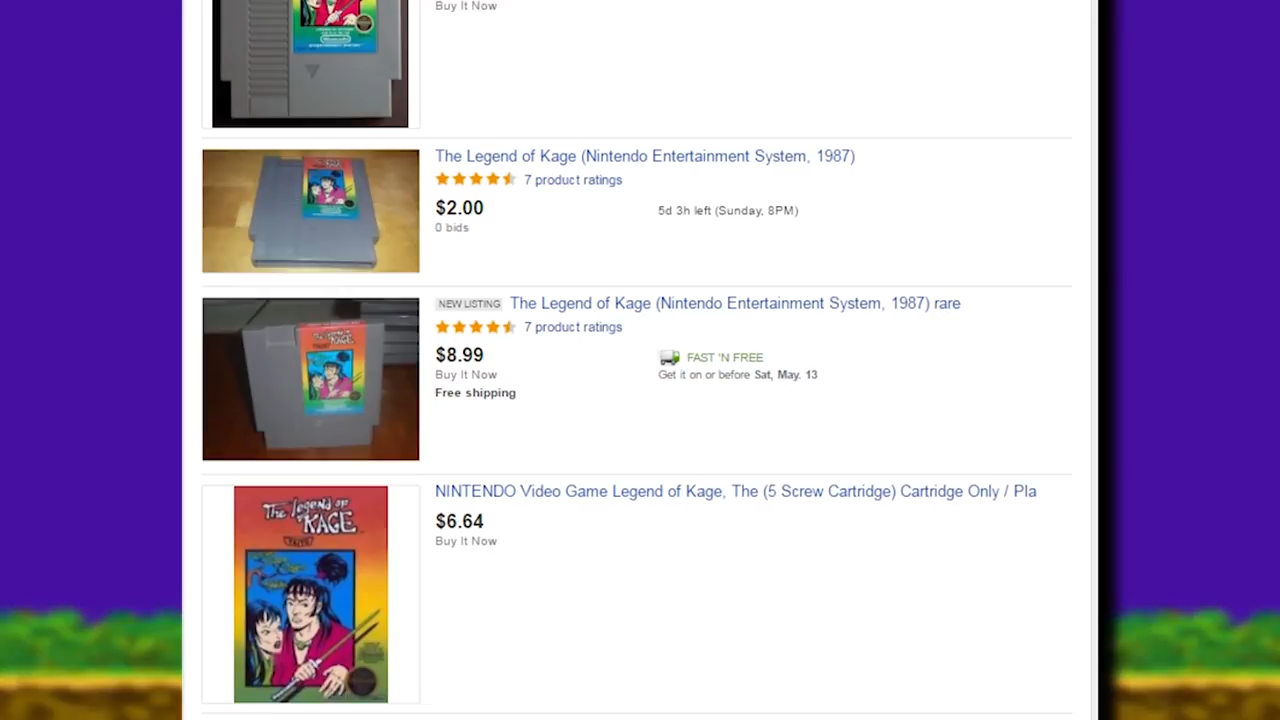 Buy It Now
The Legend of Kage (Nintendo Entertainment System, 1987)
7 product ratings
$2.00
5d 3h left (Sunday, 8PM)
0 bids
NEW LISTING The Legend of Kage (Nintendo Entertainment System, 1987) rare
7 product ratings
$8.99
FAST 'N FREE
Buy It Now
Get it on or before Sat, May. 13
Free shipping
NINTENDO Video Game Legend of Kage, The (5 Screw Cartridge) Cartridge Only / Pla
$6.64
Buy It Now
The Legend of
KAGE
TAITO